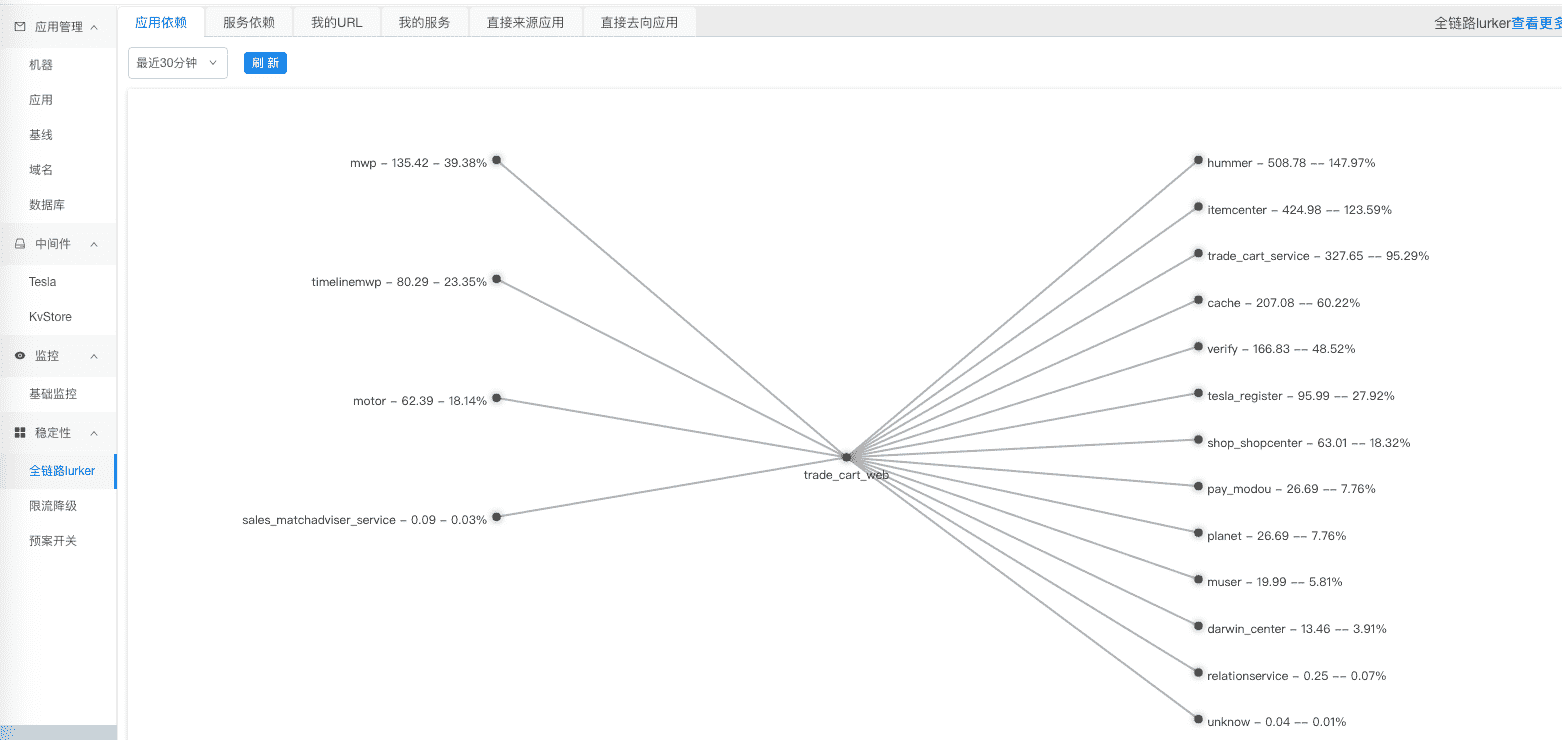 应用管理
机器
应用
基线
域名
数据库
中间件
Tesla
KvStore
监控
基础监控
稳定性
全链路lurker
限流降级
预案开关
应用依赖 服务依赖 我的URL 我的服务 直接来源应用 直接去向应用 全链路lurker查看更多
最近30分钟 刷 新
mwp - 135.42 - 39.38%
timelinemwp - 80.29 - 23.35%
motor - 62.39 - 18.14%
sales_matchadviser_service - 0.09 - 0.03%
trade_cart_web
hummer - 508.78 -- 147.97%
itemcenter - 424.98 -- 123.59%
trade_cart_service - 327.65 -- 95.29%
cache - 207.08 -- 60.22%
verify - 166.83 -- 48.52%
tesla_register - 95.99 -- 27.92%
shop_shopcenter - 63.01 -- 18.32%
pay_modou - 26.69 -- 7.76%
planet - 26.69 -- 7.76%
muser - 19.99 -- 5.81%
darwin_center - 13.46 -- 3.91%
relationservice - 0.25 -- 0.07%
unknow - 0.04 -- 0.01%